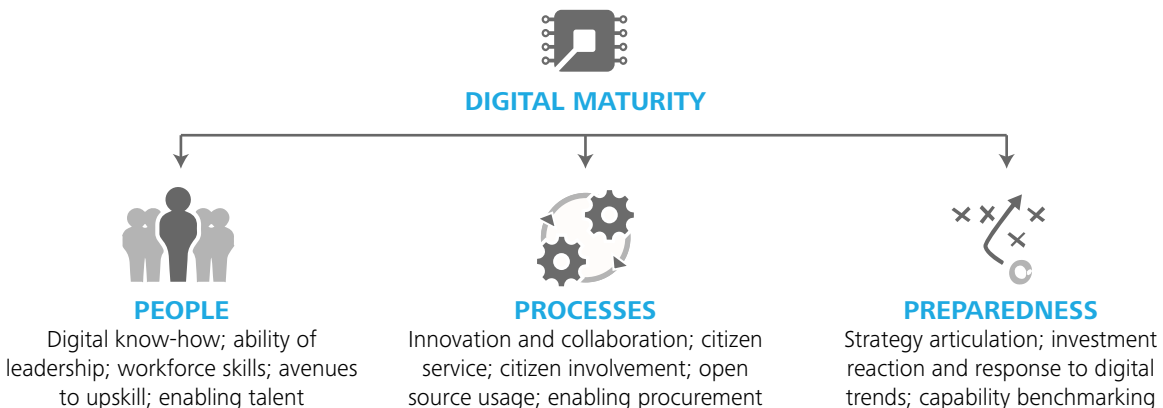 DIGITAL MATURITY
PEOPLE
Digital know-how; ability of
leadership; workforce skills; avenues
to upskill; enabling talent
PROCESSES
Innovation and collaboration; citizen
service; citizen involvement; open
source usage; enabling procurement
PREPAREDNESS
Strategy articulation; investment
reaction and response to digital
trends; capability benchmarking